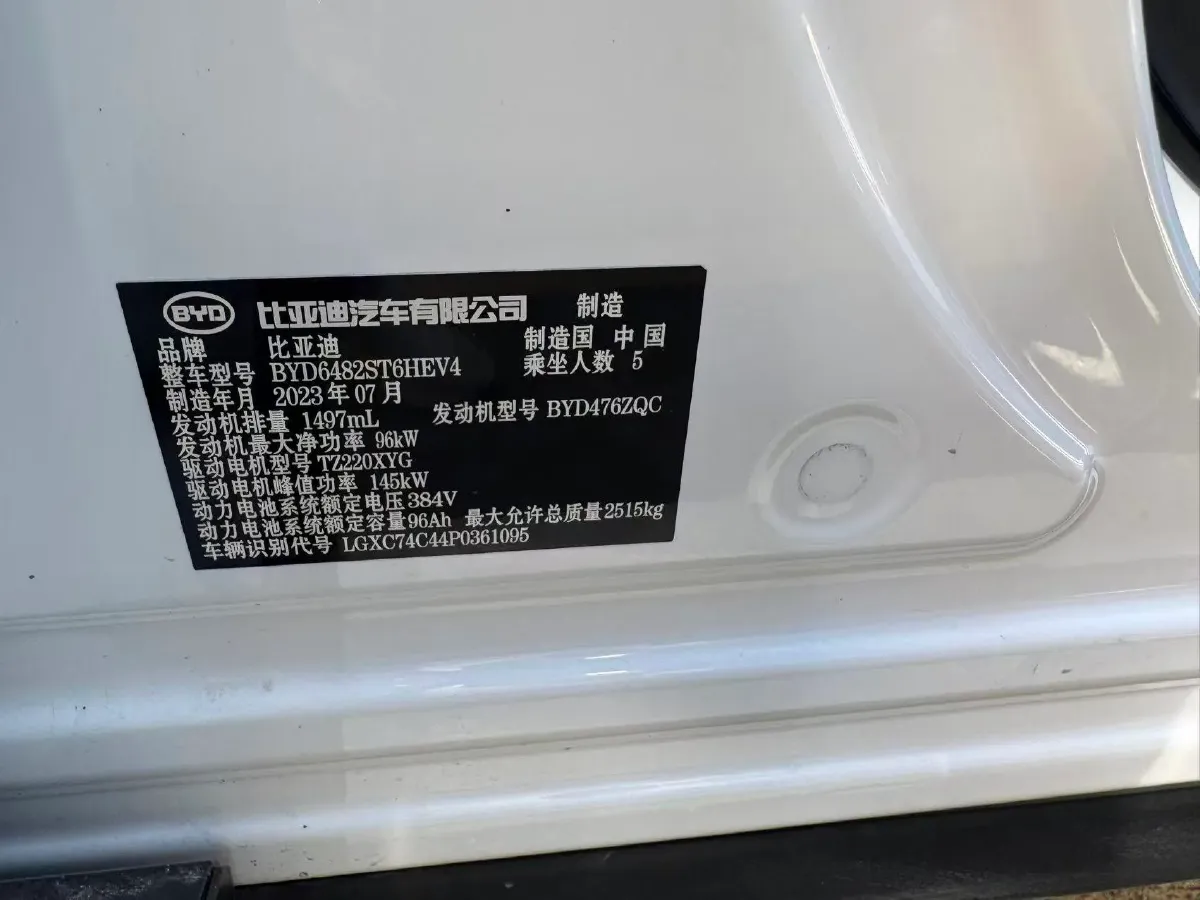 BYD 比亚迪汽车有限公司 制造
品牌 比亚迪 制造国 中国
整车型号 BYD6482ST6HEV4 乘坐人数 5
制造年月 2023年07月
发动机排量 1497mL 发动机型号 BYD476ZQC
发动机最大净功率 96kW
驱动电机型号 TZ220XYG
驱动电机峰值功率 145kW
动力电池系统额定电压 384V
动力电池系统额定容量 96Ah 最大允许总质量 2515kg
车辆识别代号 LGXC74C44P0361095